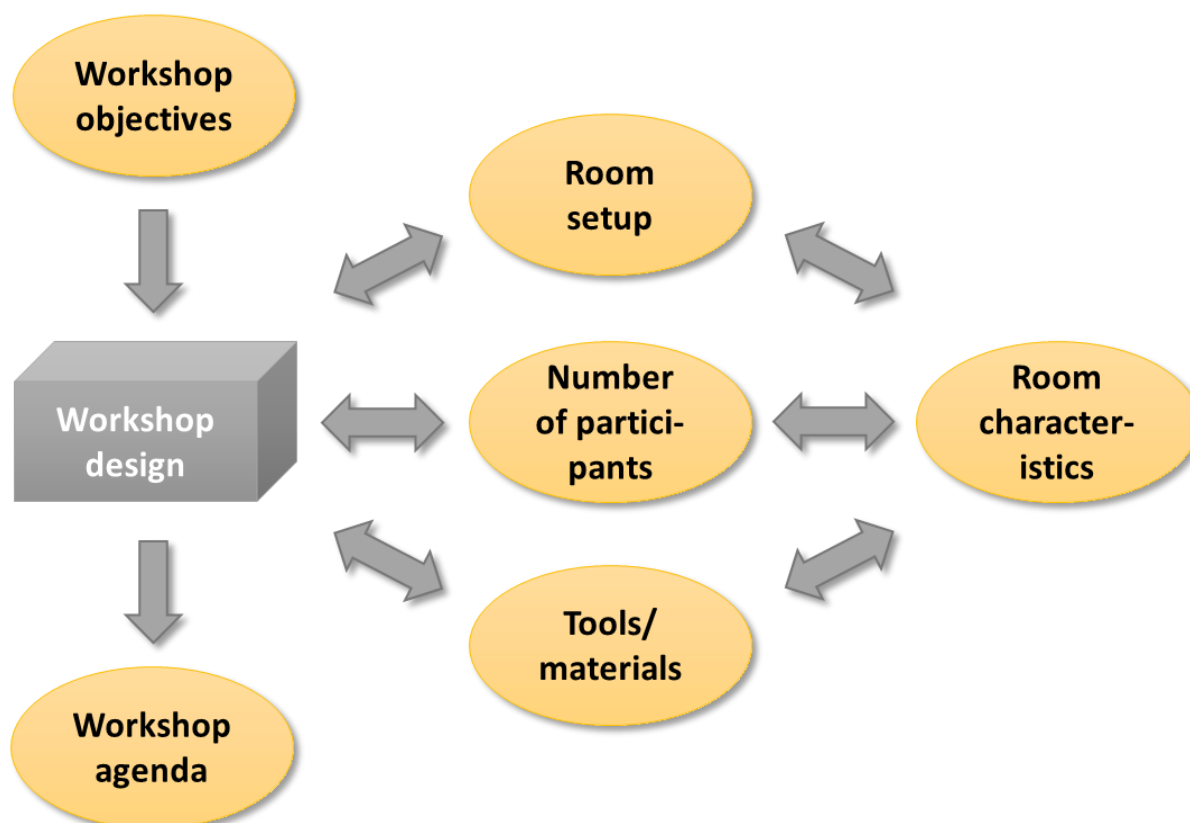 Workshop
objectives
Room
setup
Workshop
design
Number
of partici-
pants
Room
character-
istics
Tools/
materials
Workshop
agenda